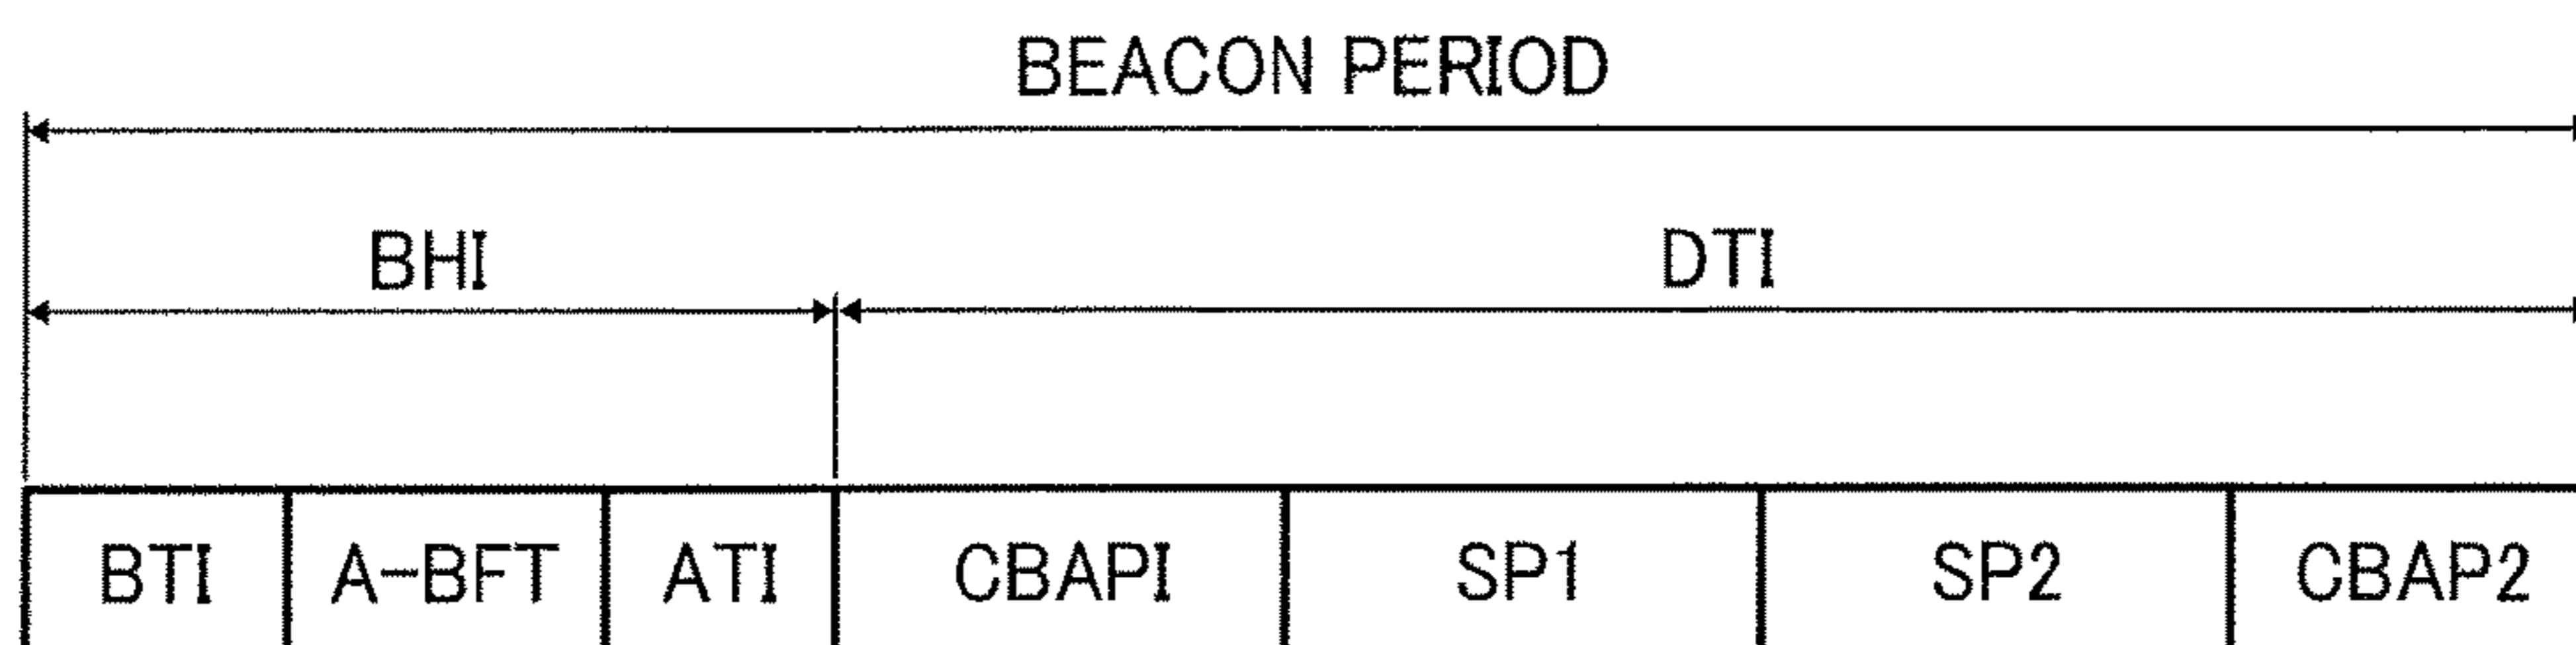 BEACON PERIOD
BHI DTI
BTI A-BFT ATI CBAPI SP1 SP2 CBAP2